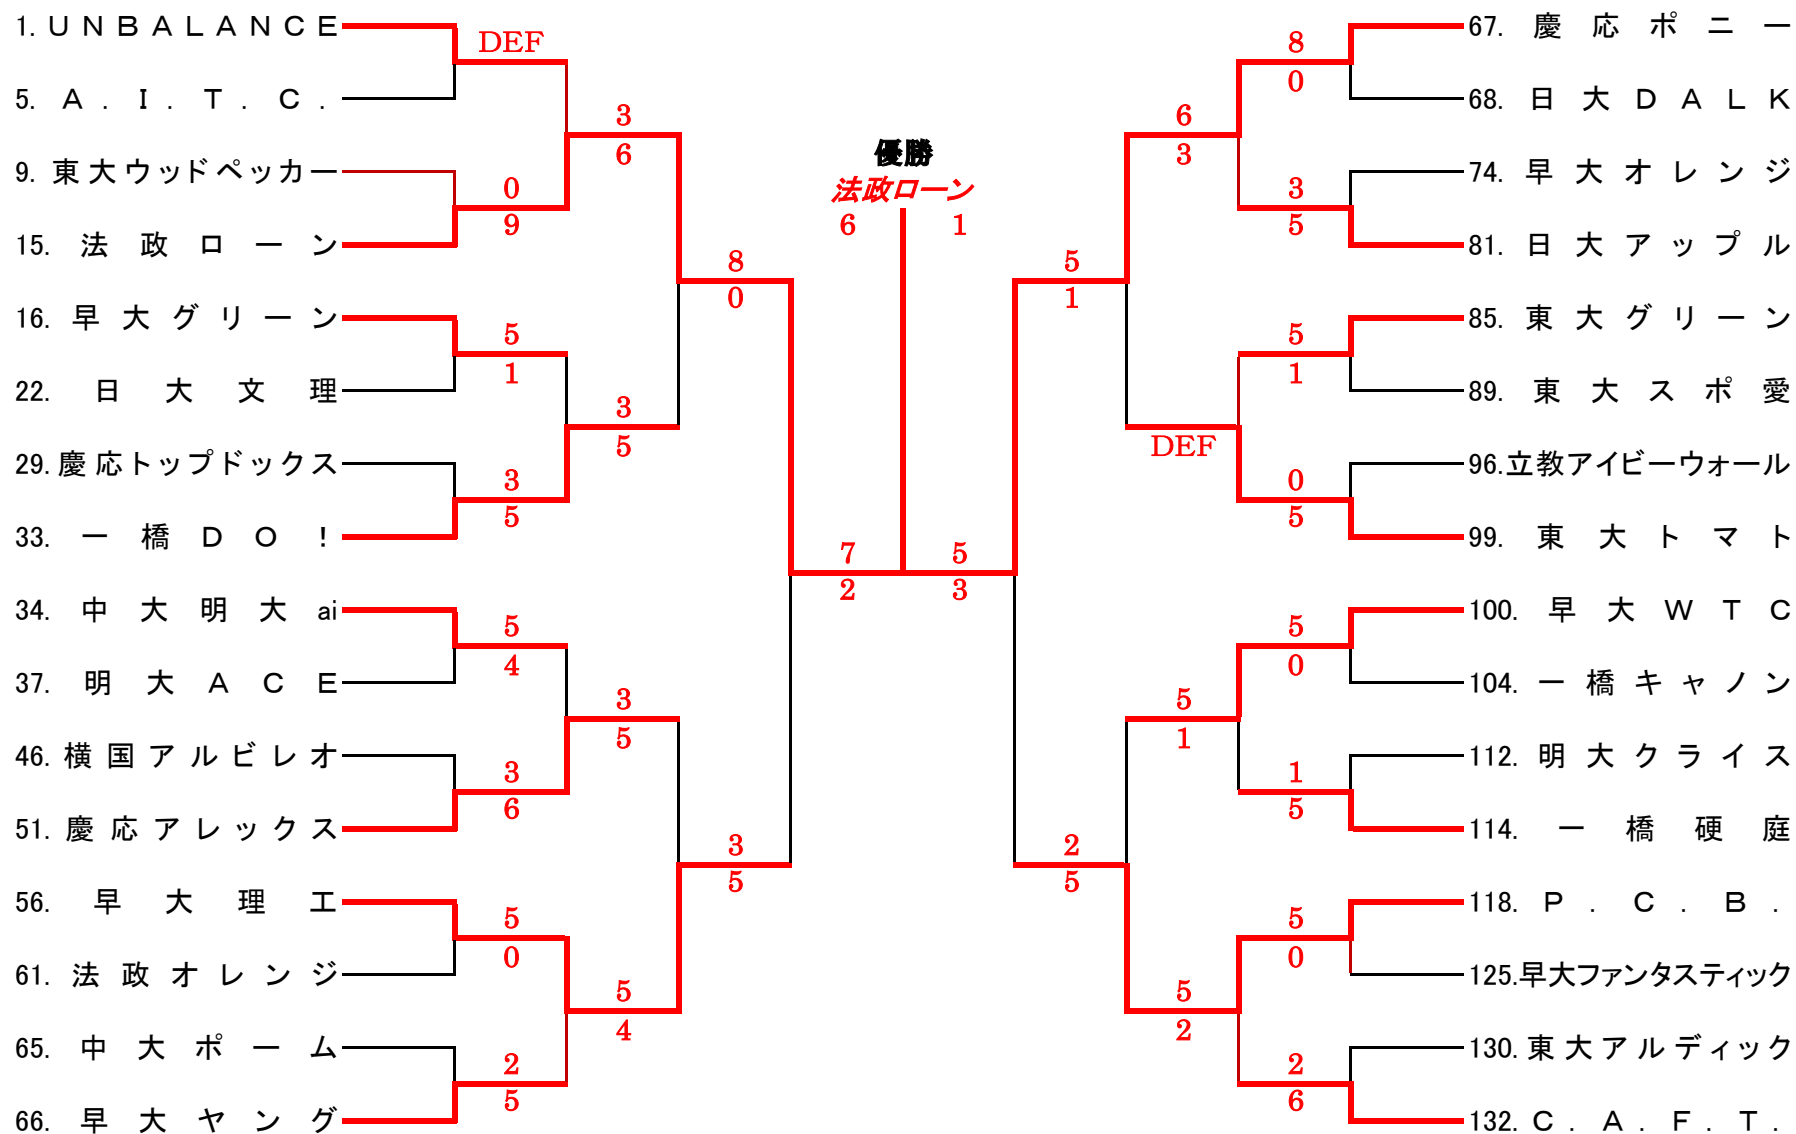 1. UNBALANCE
5. A.I.T.C.
9. 東大ウッドペッカー
15. 法政ローン
16. 早大グリーン
22. 日大文理
29. 慶応トップドックス
33. 一橋DO!
34. 中大明大ai
37. 明大ACE
46. 横国アルビレオ
51. 慶応アレックス
56. 早大理工
61. 法政オレンジ
65. 中大ポーム
66. 早大ヤング
DEF
0
9
5
1
3
5
5
4
3
6
5
0
2
5
3
6
3
5
3
5
5
4
8
0
3
5
7
2
優勝
法政ローン
6 1
5
3
5
1
2
5
6
3
DEF
5
1
5
2
8
0
3
5
5
1
0
5
5
0
1
5
5
0
2
6
67. 慶応ポニー
68. 日大DALK
74. 早大オレンジ
81. 日大アップル
85. 東大グリーン
89. 東大スポ愛
96. 立教アイビーウォール
99. 東大トマト
100. 早大WTC
104. 一橋キャノン
112. 明大クライス
114. 一橋硬庭
118. P.C.B.
125. 早大ファンタスティック
130. 東大アルディック
132. C.A.F.T.